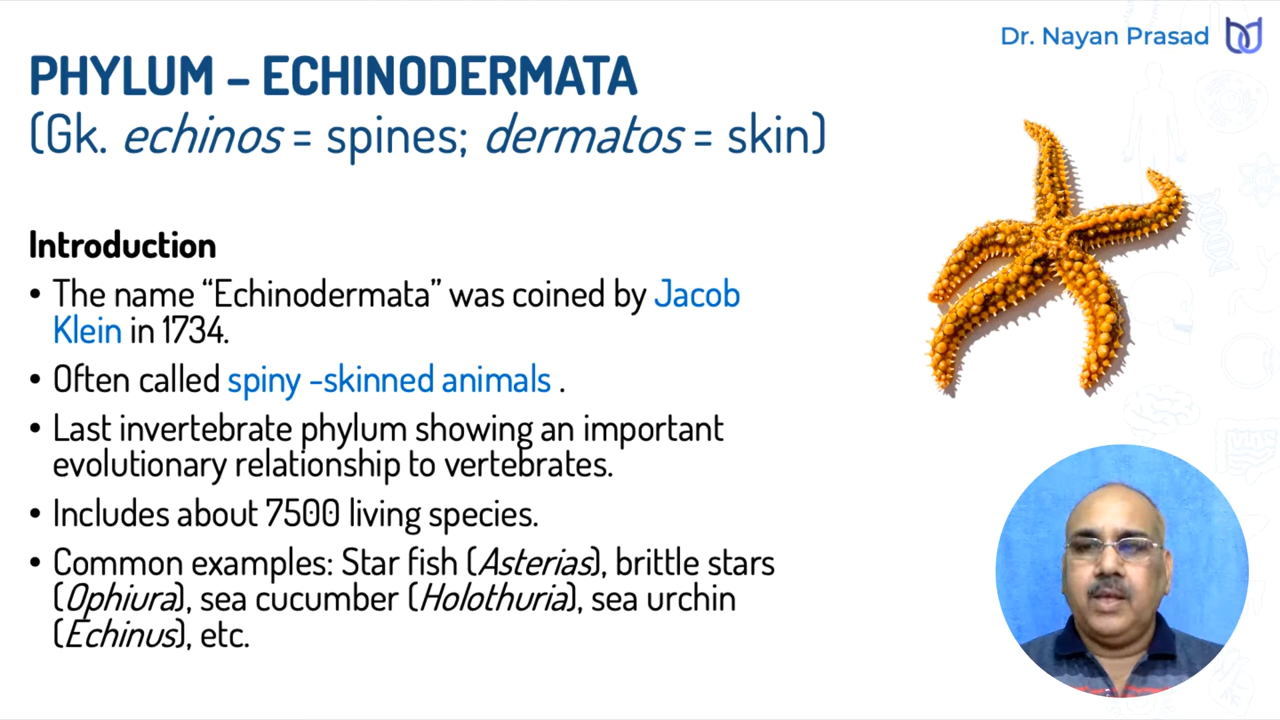 Dr. Nayan Prasad
PHYLUM – ECHINODERMATA
(Gk. echinos = spines; dermatos = skin)
Introduction
• The name “Echinodermata” was coined by Jacob
Klein in 1734.
• Often called spiny -skinned animals .
• Last invertebrate phylum showing an important
evolutionary relationship to vertebrates.
• Includes about 7500 living species.
• Common examples: Star fish (Asterias), brittle stars
(Ophiura), sea cucumber (Holothuria), sea urchin
(Echinus), etc.